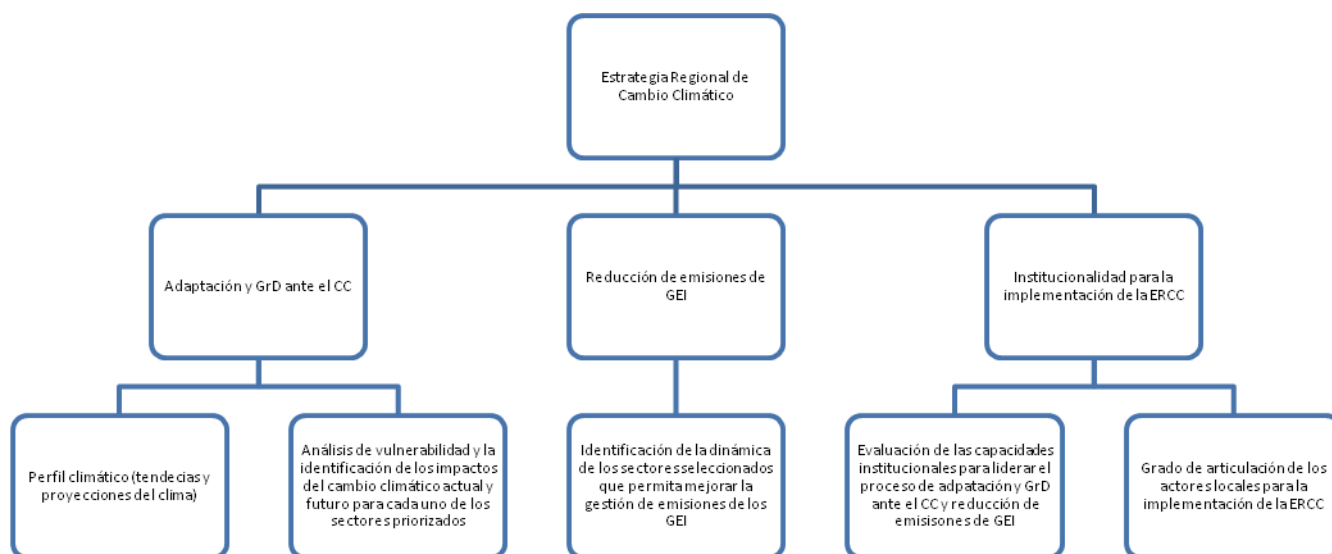 Estrategia Regional de
Cambio Climático
Adaptación y GrD ante el CC
Reducción de emisiones de
GEI
Institucionalidad para la
implementación de la ERCC
Perfil climático (tendecias y
proyecciones del clima)
Análisis de vulnerabilidad y la
identificación de los impactos
del cambio climático actual y
futuro para cada uno de los
sectores priorizados
Identificación de la dinámica
de los sectores seleccionados
que permita mejorar la
gestión de emisiones de los
GEI
Evaluación de las capacidades
institucionales para liderar el
proceso de adpatación y GrD
ante el CC y reducción de
emisisones de GEI
Grado de articulación de los
actores locales para la
implementación de la ERCC